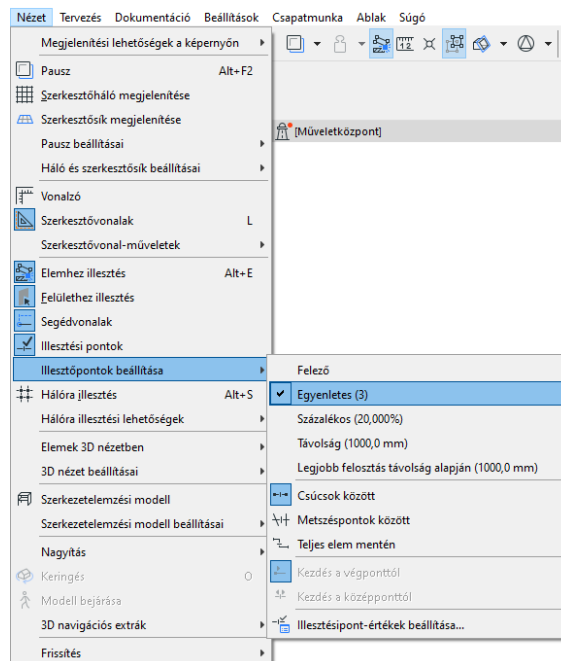 Nézet Tervezés Dokumentáció Beállítások Csapatmunka Ablak Súgó
Megjelenítési lehetőségek a képernyőn
Pausz Alt+F2
Szerkesztőháló megjelenítése
Szerkesztősík megjelenítése
[Műveletközpont]
Pausz beállításai
Háló és szerkesztősík beállításai
Vonalzó
Szerkesztővonalak L
Szerkesztővonal-műveletek
Elemhez illesztés Alt+E
Felülethez illesztés
Segédvonalak
Illesztési pontok
Illesztőpontok beállítása
Felező
Hálóra illesztés Alt+S
Egyenletes (3)
Hálóra illesztési lehetőségek
Százalékos (20,000%)
Elemek 3D nézetben
Távolság (1000,0 mm)
3D nézet beállításai
Legjobb felosztás távolság alapján (1000,0 mm)
Szerkezetelemzési modell
Csúcsok között
Szerkezetelemzési modell beállításai
Metszéspontok között
Teljes elem mentén
Nagyítás
Keringés O
Kezdés a végponttól
Modell bejárása
Kezdés a középponttól
3D navigációs extrák
Illesztésipont-értékek beállítása...
Frissítés